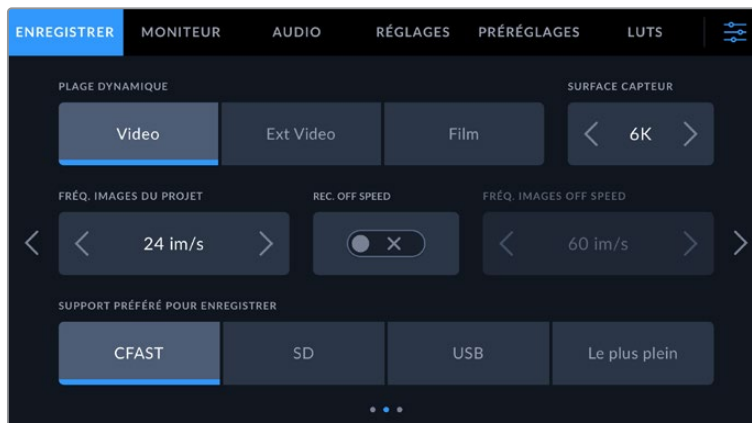 ENREGISTRER MONITEUR AUDIO RÉGLAGES PRÉRÉGLAGES LUTS
PLAGE DYNAMIQUE SURFACE CAPTEUR
Video Ext Video Film 6K
FRÉQ. IMAGES DU PROJET REC. OFF SPEED FRÉQ. IMAGES OFF SPEED
24 im/s 60 im/s
SUPPORT PRÉFÉRÉ POUR ENREGISTRER
CFAST SD USB Le plus plein